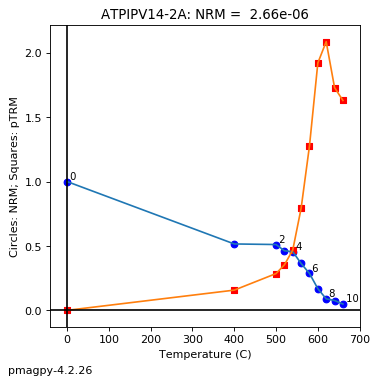 ATPIPV14-2A: NRM =  2.66e-06
Circles: NRM; Squares: pTRM
2.0
1.5
1.0
0.5
0.0
0
2
4
6
8
10
0 100 200 300 400 500 600 700
Temperature (C)
pmagpy-4.2.26